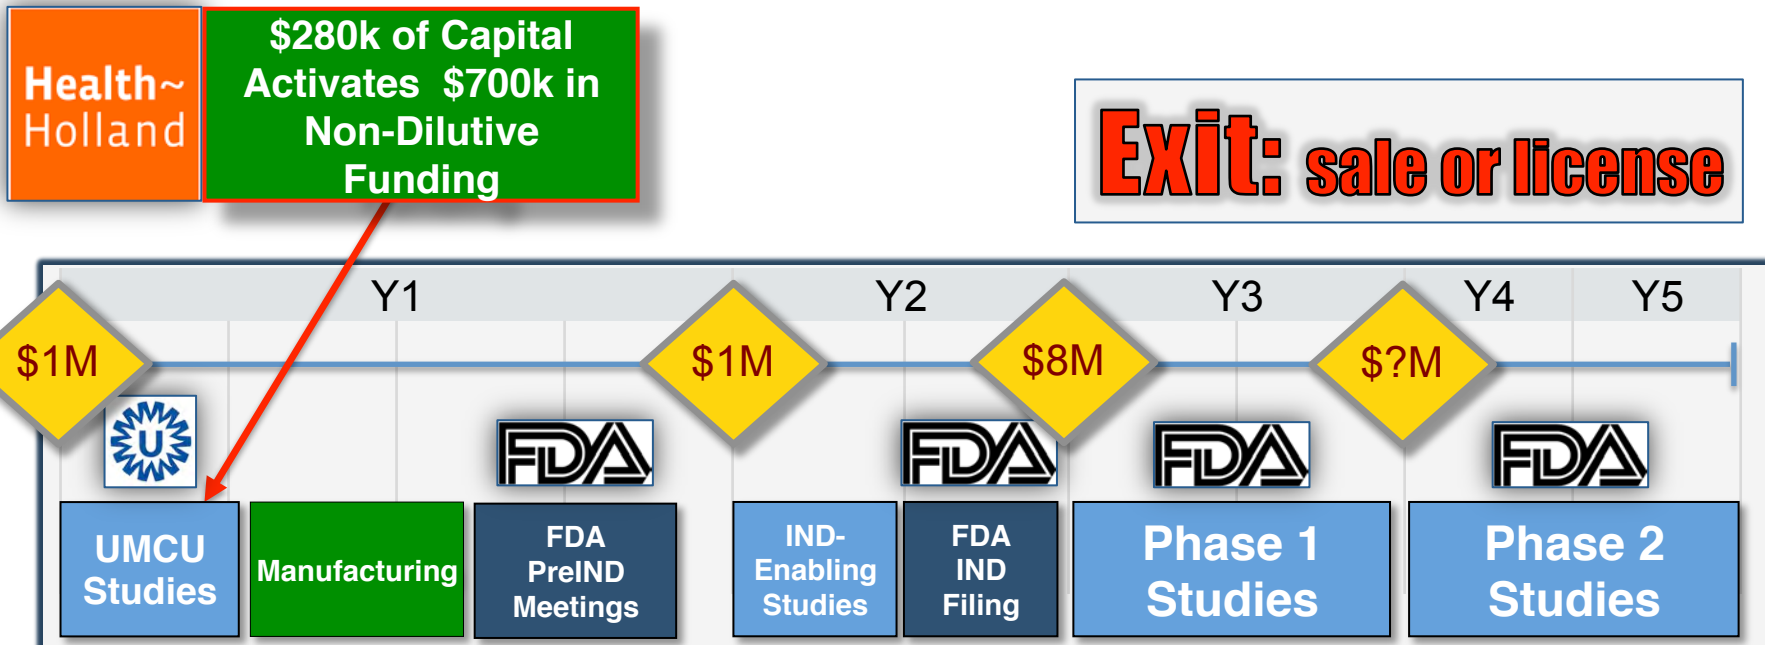 Health~
Holland
$280k of Capital
Activates $700k in
Non-Dilutive
Funding
Exit: sale or license
Y1
Y2
Y3
Y4
Y5
$1M
$1M
$8M
$?M
U
FDA
FDA
FDA
FDA
UMCU
Studies
Manufacturing
FDA
PreIND
Meetings
IND-
Enabling
Studies
FDA
IND
Filing
Phase 1
Studies
Phase 2
Studies